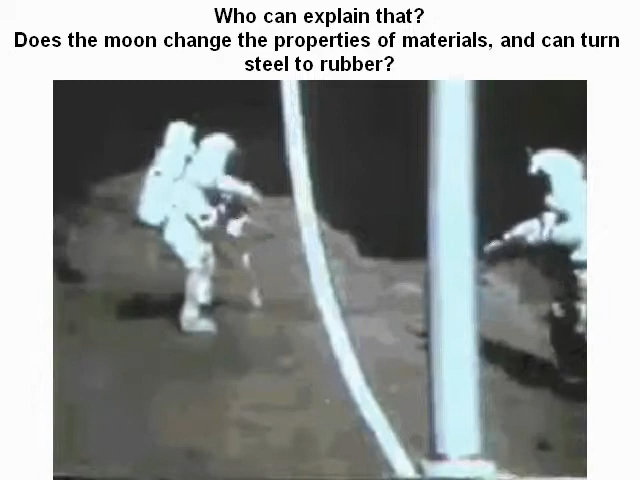 Who can explain that?
Does the moon change the properties of materials, and can turn
steel to rubber?